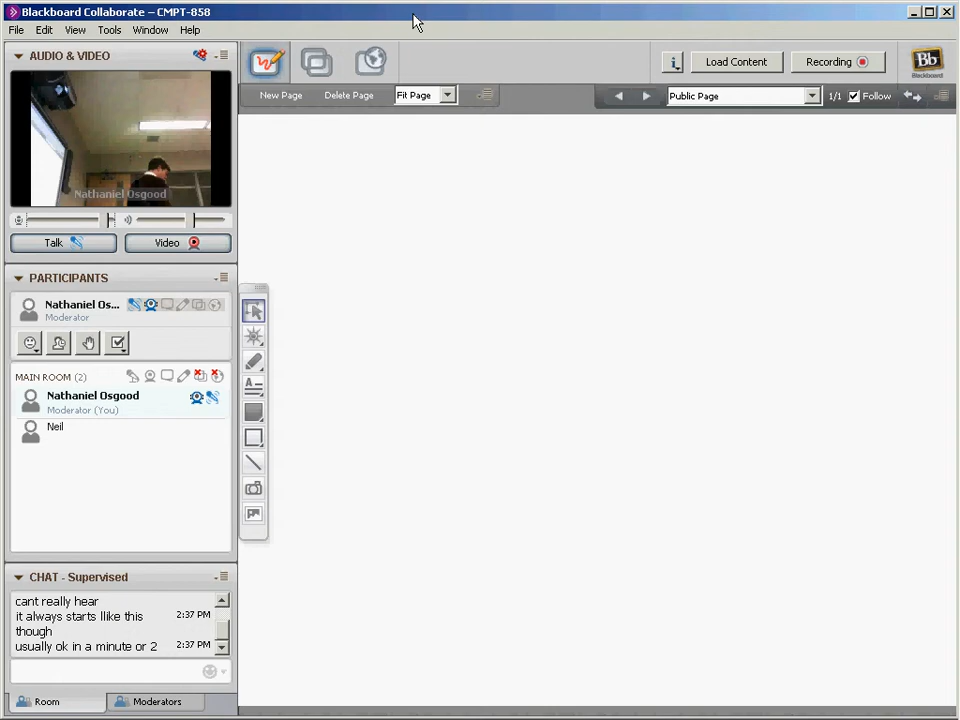 Blackboard Collaborate – CMPT-858
File Edit View Tools Window Help
AUDIO & VIDEO
Nathaniel Osgood
Talk Video
PARTICIPANTS
Nathaniel Os...
Moderator
MAIN ROOM (2)
Nathaniel Osgood
Moderator (You)
Neil
CHAT - Supervised
cant really hear
it always starts llike this 2:37 PM
though
usually ok in a minute or 2 2:37 PM
Room Moderators
Load Content Recording
Bb
Blackboard
New Page Delete Page Fit Page Public Page 1/1 Follow